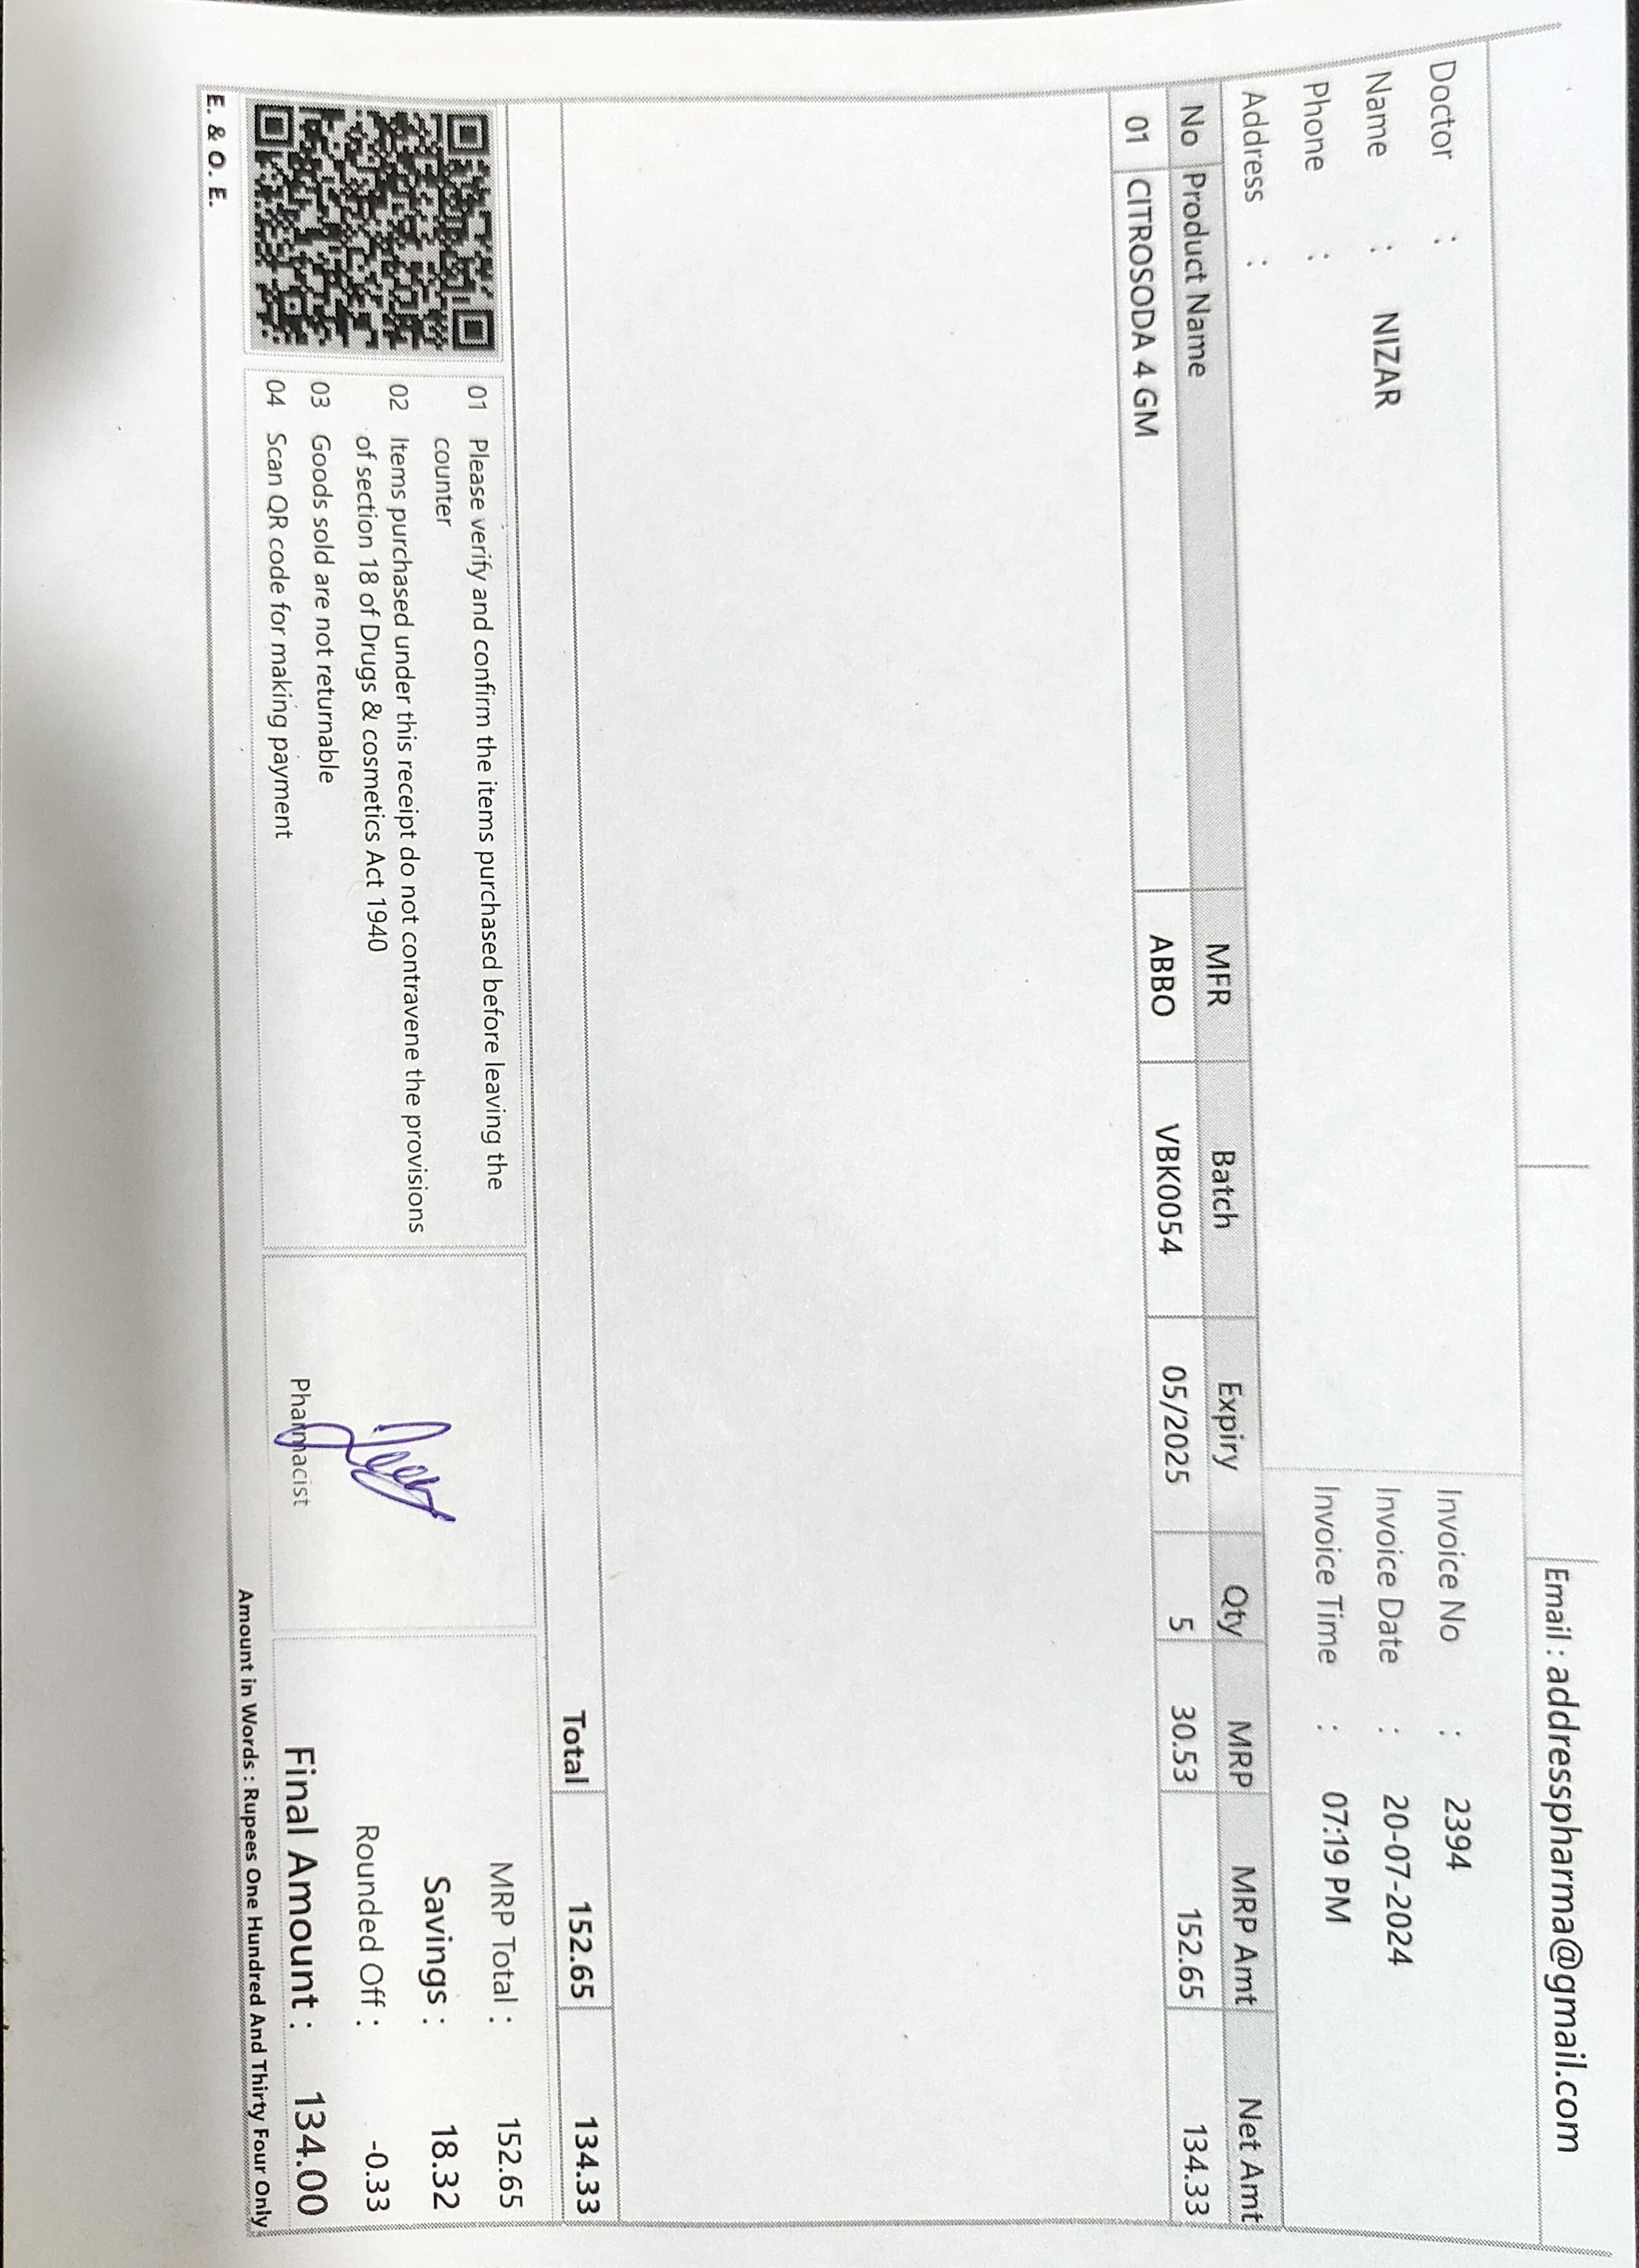 Email : addresspharma@gmail.com
Doctor :
Name : NIZAR
Phone :
Address :
Invoice No : 2394
Invoice Date : 20-07-2024
Invoice Time : 07:19 PM
No Product Name MFR Batch Expiry Qty MRP MRP Amt Net Amt
01 CITROSODA 4 GM ABBO VBK0054 05/2025 5 30.53 152.65 134.33
Total 152.65 134.33
01 Please verify and confirm the items purchased before leaving the
counter
02 Items purchased under this receipt do not contravene the provisions
of section 18 of Drugs & cosmetics Act 1940
03 Goods sold are not returnable
04 Scan QR code for making payment
Pharmacist
MRP Total : 152.65
Savings : 18.32
Rounded Off : -0.33
Final Amount : 134.00
Amount in Words : Rupees One Hundred And Thirty Four Only
E. & O. E.